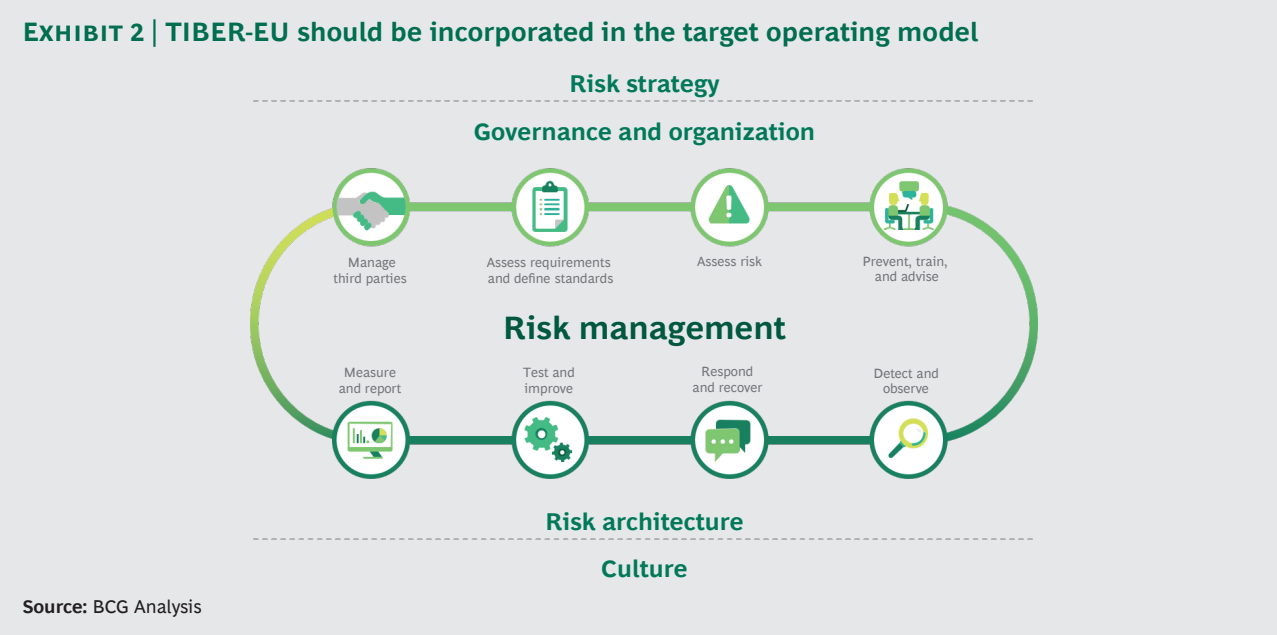 EXHIBIT 2 | TIBER-EU should be incorporated in the target operating model
Risk strategy
Governance and organization
Manage
third parties
Assess requirements
and define standards
Assess risk
Prevent, train,
and advise
Risk management
Measure
and report
Test and
improve
Respond
and recover
Detect and
observe
Risk architecture
Culture
Source: BCG Analysis